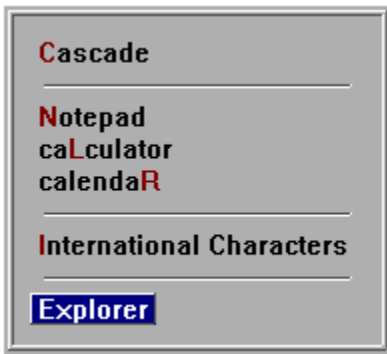 Cascade
Notepad
caLculator
calendaR
International Characters
Explorer